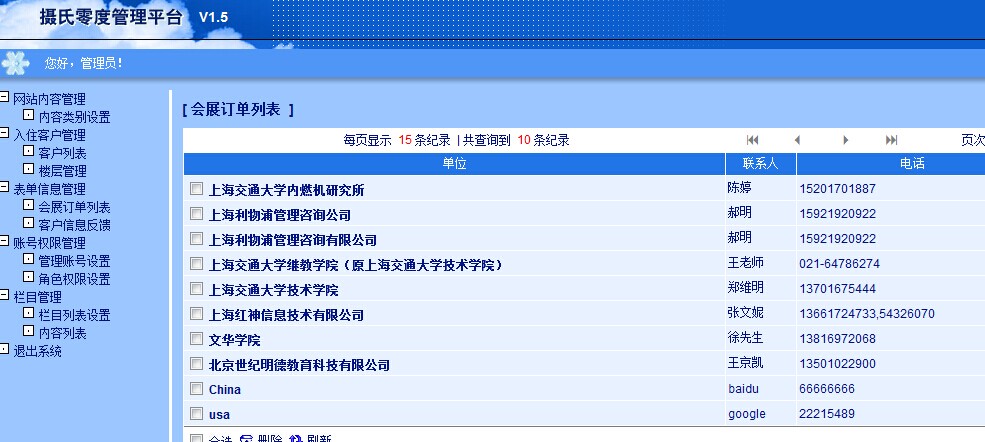 摄氏零度管理平台 V1.5
您好，管理员！
网站内容管理
内容类别设置
入住客户管理
客户列表
楼层管理
表单信息管理
会展订单列表
客户信息反馈
账号权限管理
管理账号设置
角色权限设置
栏目管理
栏目列表设置
内容列表
退出系统
[ 会展订单列表 ]
每页显示 15 条纪录 | 共查询到 10 条纪录 页次
单位 联系人 电话
上海交通大学内燃机研究所 陈婷 15201701887
上海利物浦管理咨询公司 郝明 15921920922
上海利物浦管理咨询有限公司 郝明 15921920922
上海交通大学继教学院（原上海交通大学技术学院） 王老师 021-64786274
上海交通大学技术学院 郑维明 13701675444
上海红神信息技术有限公司 张文妮 13661724733,54326070
文华学院 徐先生 13816972068
北京世纪明德教育科技有限公司 王京凯 13501022900
China baidu 66666666
usa google 22215489
全选 删除 刷新